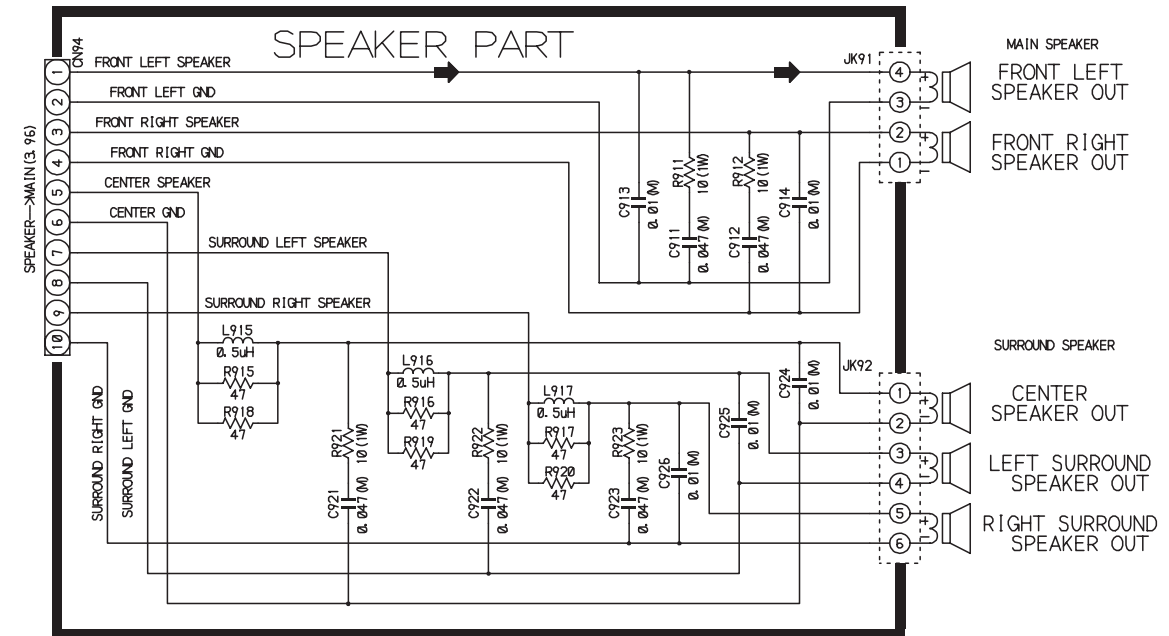 SPEAKER PART
CN94
SPEAKER—>MAIN(3.96)
1
2
3
4
5
6
7
8
9
10
FRONT LEFT SPEAKER
FRONT LEFT GND
FRONT RIGHT SPEAKER
FRONT RIGHT GND
CENTER SPEAKER
CENTER GND
SURROUND LEFT SPEAKER
SURROUND RIGHT SPEAKER
SURROUND RIGHT GND
SURROUND LEFT GND
C913
0.01(M)
R911
10(1W)
C911
0.047(M)
R912
10(1W)
C912
0.047(M)
C914
0.01(M)
JK91
4
3
2
1
+
−
+
−
MAIN SPEAKER
FRONT LEFT
SPEAKER OUT
FRONT RIGHT
SPEAKER OUT
L915
0.5uH
R915
47
R918
47
R921
10(1W)
C921
0.047(M)
L916
0.5uH
R916
47
R919
47
R922
10(1W)
C922
0.047(M)
L917
0.5uH
R917
47
R920
47
R923
10(1W)
C923
0.047(M)
C926
0.01(M)
C925
0.01(M)
C924
0.01(M)
JK92
1
2
3
4
5
6
+
−
+
−
+
−
SURROUND SPEAKER
CENTER
SPEAKER OUT
LEFT SURROUND
SPEAKER OUT
RIGHT SURROUND
SPEAKER OUT